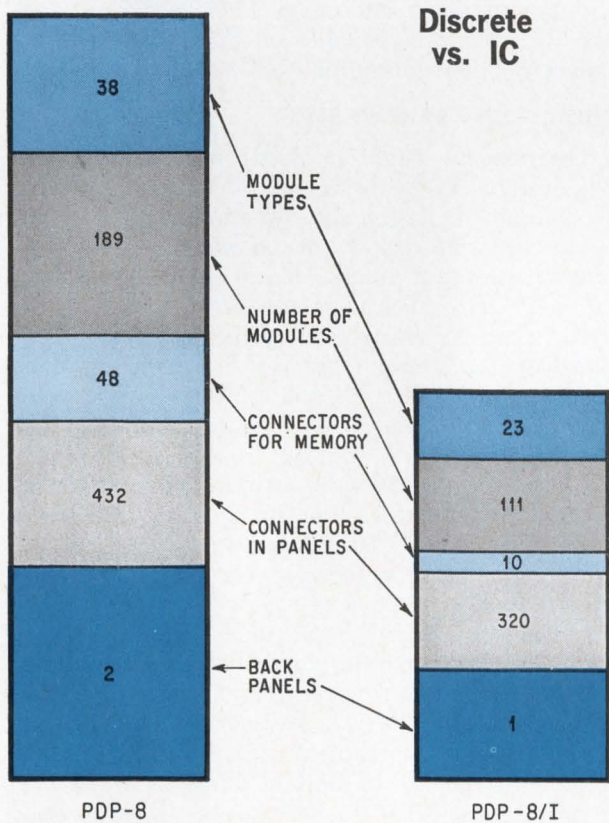 Discrete
vs. IC
38
MODULE
TYPES
189
NUMBER OF
MODULES
48
CONNECTORS
FOR MEMORY
23
432
CONNECTORS
IN PANELS
111
10
320
2
BACK
PANELS
1
PDP-8
PDP-8/I